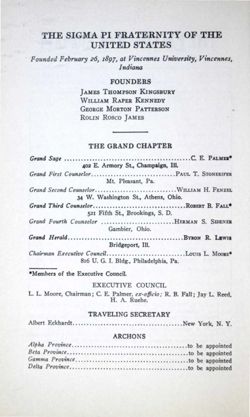 THE SIGMA PI FRATERNITY OF THE
UNITED STATES
Founded February 26, 1897, at Vincennes University, Vincennes,
Indiana
FOUNDERS
JAMES THOMPSON KINGSBURY
WILLIAM RAPER KENNEDY
GEORGE MORTON PATTERSON
ROLIN ROSCO JAMES
THE GRAND CHAPTER
Grand Sage C. E. PALMER*
402 E. Armory St., Champaign, Ill.
Grand First Counselor PAUL T. STONEIFER
Mt. Pleasant, Pa.
Grand Second Counselor WILLIAM H. FENZEL
34 W. Washington St., Athens, Ohio.
Grand Third Counselor ROBERT B. FALL*
521 Fifth St., Brookings, S. D.
Grand Fourth Counselor HERMAN S. SIDENER
Gambier, Ohio.
Grand Herald BYRON R. LEWIS
Bridgeport, Ill.
Chairman Executive Council LOUIS L. MOORE*
816 U. G. I. Bldg., Philadelphia, Pa.
*Members of the Executive Council.
EXECUTIVE COUNCIL
L. L. Moore, Chairman; C. E. Palmer, ex-officio; R. B. Fall; Jay L. Reed,
H. A. Ruehe.
TRAVELING SECRETARY
Albert Eckhardt New York, N. Y.
ARCHONS
Alpha Province to be appointed
Beta Province to be appointed
Gamma Province to be appointed
Delta Province to be appointed